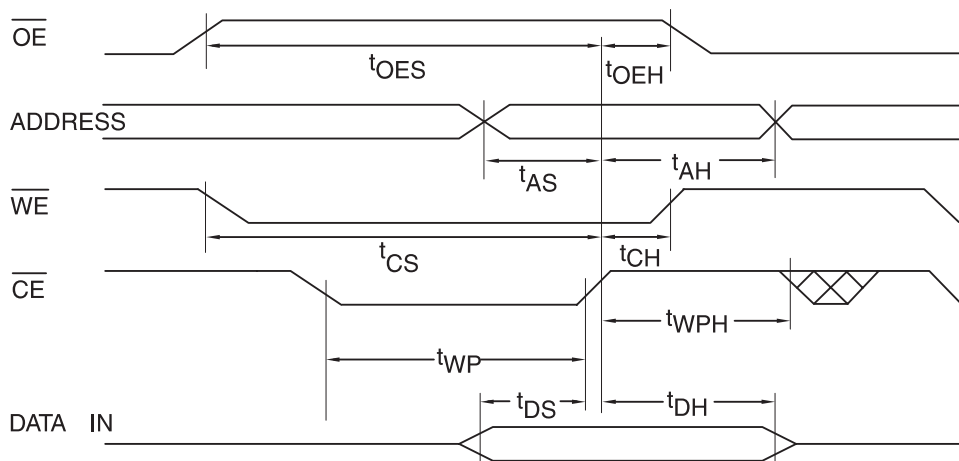 OE
tOES
tOEH
ADDRESS
tAS
tAH
WE
tCS
tCH
CE
tWPH
tWP
tDS
tDH
DATA IN